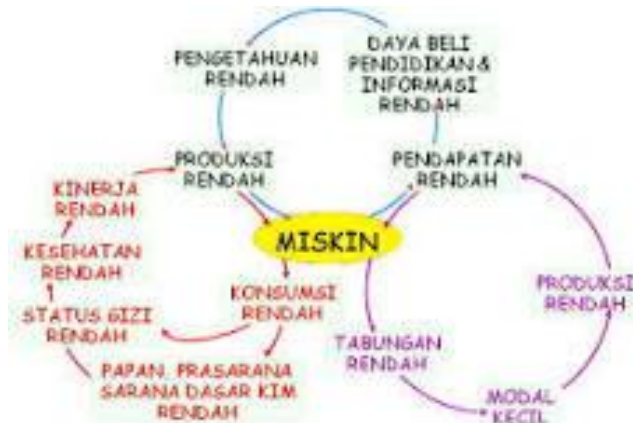 PENGETAHUAN
RENDAH
DAYA BELI
PENDIDIKAN &
INFORMASI
RENDAH
PRODUKSI
RENDAH
PENDAPATAN
RENDAH
KINERJA
RENDAH
MISKIN
KESEHATAN
RENDAH
KONSUMSI
RENDAH
PRODUKSI
RENDAH
STATUS GIZI
RENDAH
TABUNGAN
RENDAH
PAPAN, PRASARANA
SARANA DASAR KIM
RENDAH
MODAL
KECIL